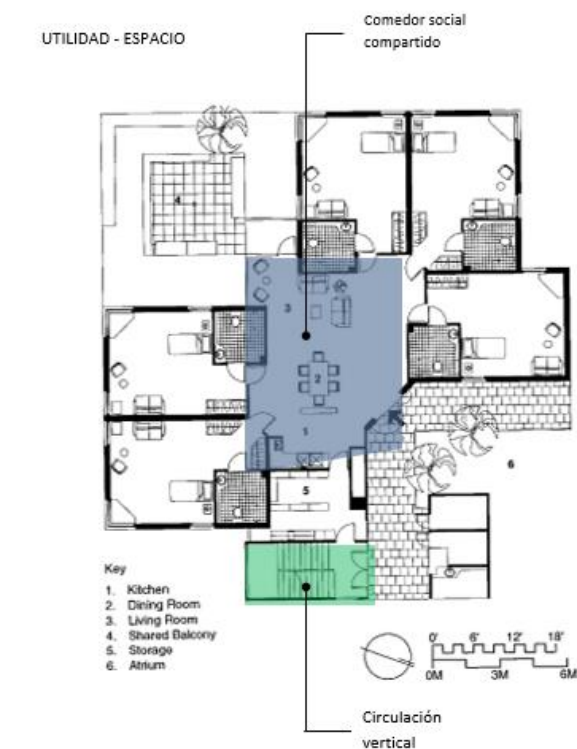 UTILIDAD - ESPACIO
Comedor social
compartido
4
3
2
1
5
6
Key
1. Kitchen
2. Dining Room
3. Living Room
4. Shared Balcony
5. Storage
6. Atrium
0' 6' 12' 18'
0M 3M 6M
Circulación
vertical